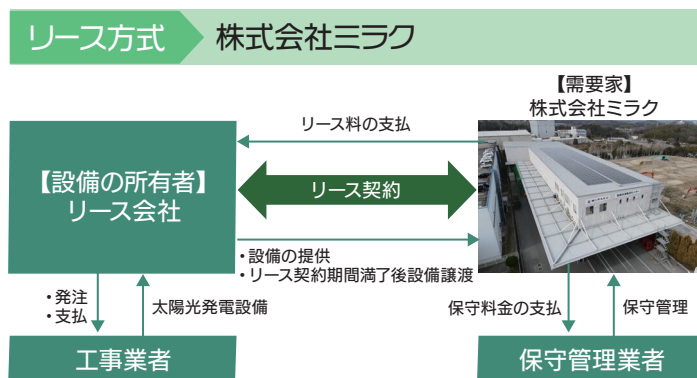 リース方式
株式会社ミラク
【需要家】
株式会社ミラク
リース料の支払
【設備の所有者】
リース会社
リース契約
・設備の提供
・リース契約期間満了後設備譲渡
・発注
・支払
太陽光発電設備
保守料金の支払
保守管理
工事業者
保守管理業者